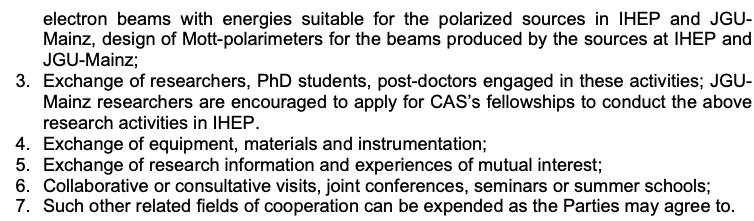 electron beams with energies suitable for the polarized sources in IHEP and JGU-
Mainz, design of Mott-polarimeters for the beams produced by the sources at IHEP and
JGU-Mainz;
3. Exchange of researchers, PhD students, post-doctors engaged in these activities; JGU-
Mainz researchers are encouraged to apply for CAS's fellowships to conduct the above
research activities in IHEP.
4. Exchange of equipment, materials and instrumentation;
5. Exchange of research information and experiences of mutual interest;
6. Collaborative or consultative visits, joint conferences, seminars or summer schools;
7. Such other related fields of cooperation can be expended as the Parties may agree to.